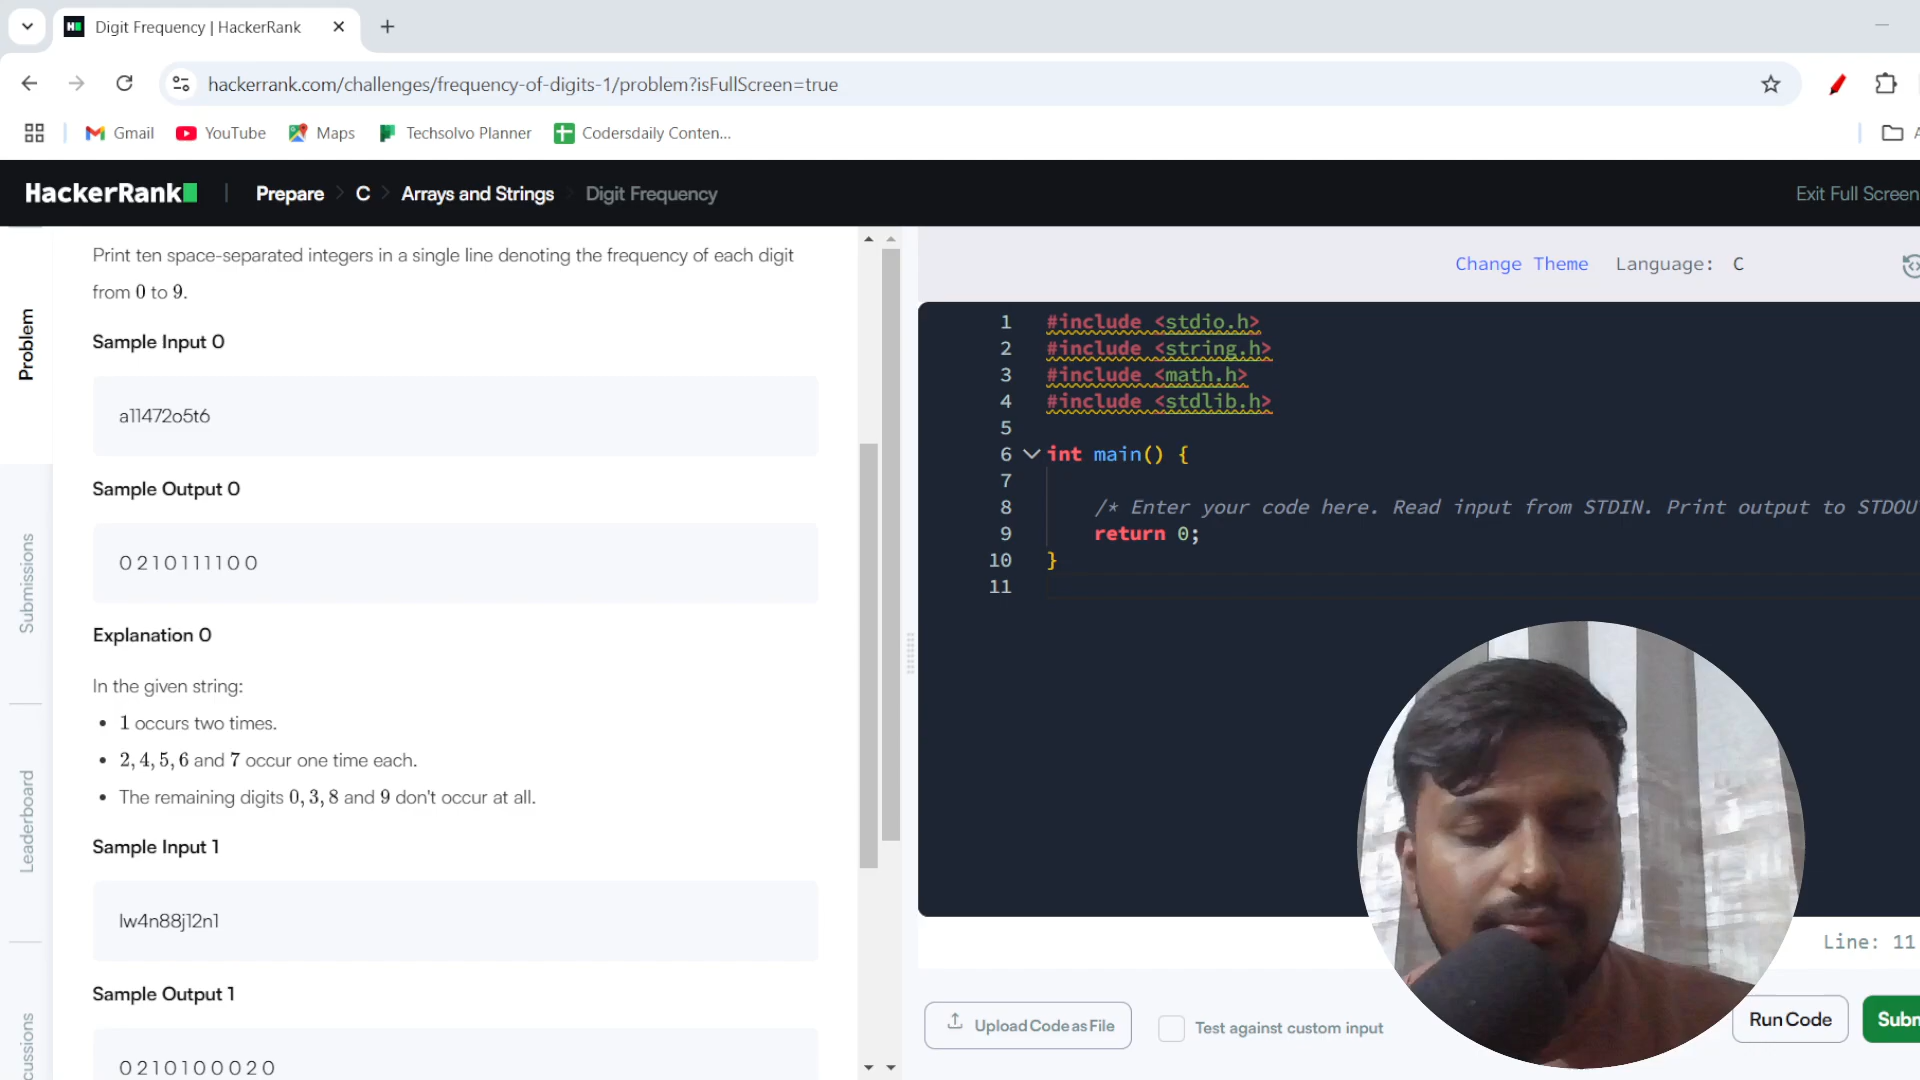 Digit Frequency | HackerRank
hackerrank.com/challenges/frequency-of-digits-1/problem?isFullScreen=true
Gmail YouTube Maps Techsolvo Planner Codersdaily Conten...
HackerRank Prepare C Arrays and Strings Digit Frequency Exit Full Screen
Problem
Submissions
Leaderboard
cussions
Print ten space-separated integers in a single line denoting the frequency of each digit
from 0 to 9.
Sample Input 0
a11472o5t6
Sample Output 0
0 2 1 0 1 1 1 1 0 0
Explanation 0
In the given string:
• 1 occurs two times.
• 2, 4, 5, 6 and 7 occur one time each.
• The remaining digits 0, 3, 8 and 9 don't occur at all.
Sample Input 1
lw4n88j12n1
Sample Output 1
0 2 1 0 1 0 0 0 2 0
Change Theme Language: C
1 #include <stdio.h>
2 #include <string.h>
3 #include <math.h>
4 #include <stdlib.h>
5
6 int main() {
7
8 /* Enter your code here. Read input from STDIN. Print output to STDOU
9 return 0;
10 }
11
Line: 11
Upload Code as File Test against custom input Run Code Subm